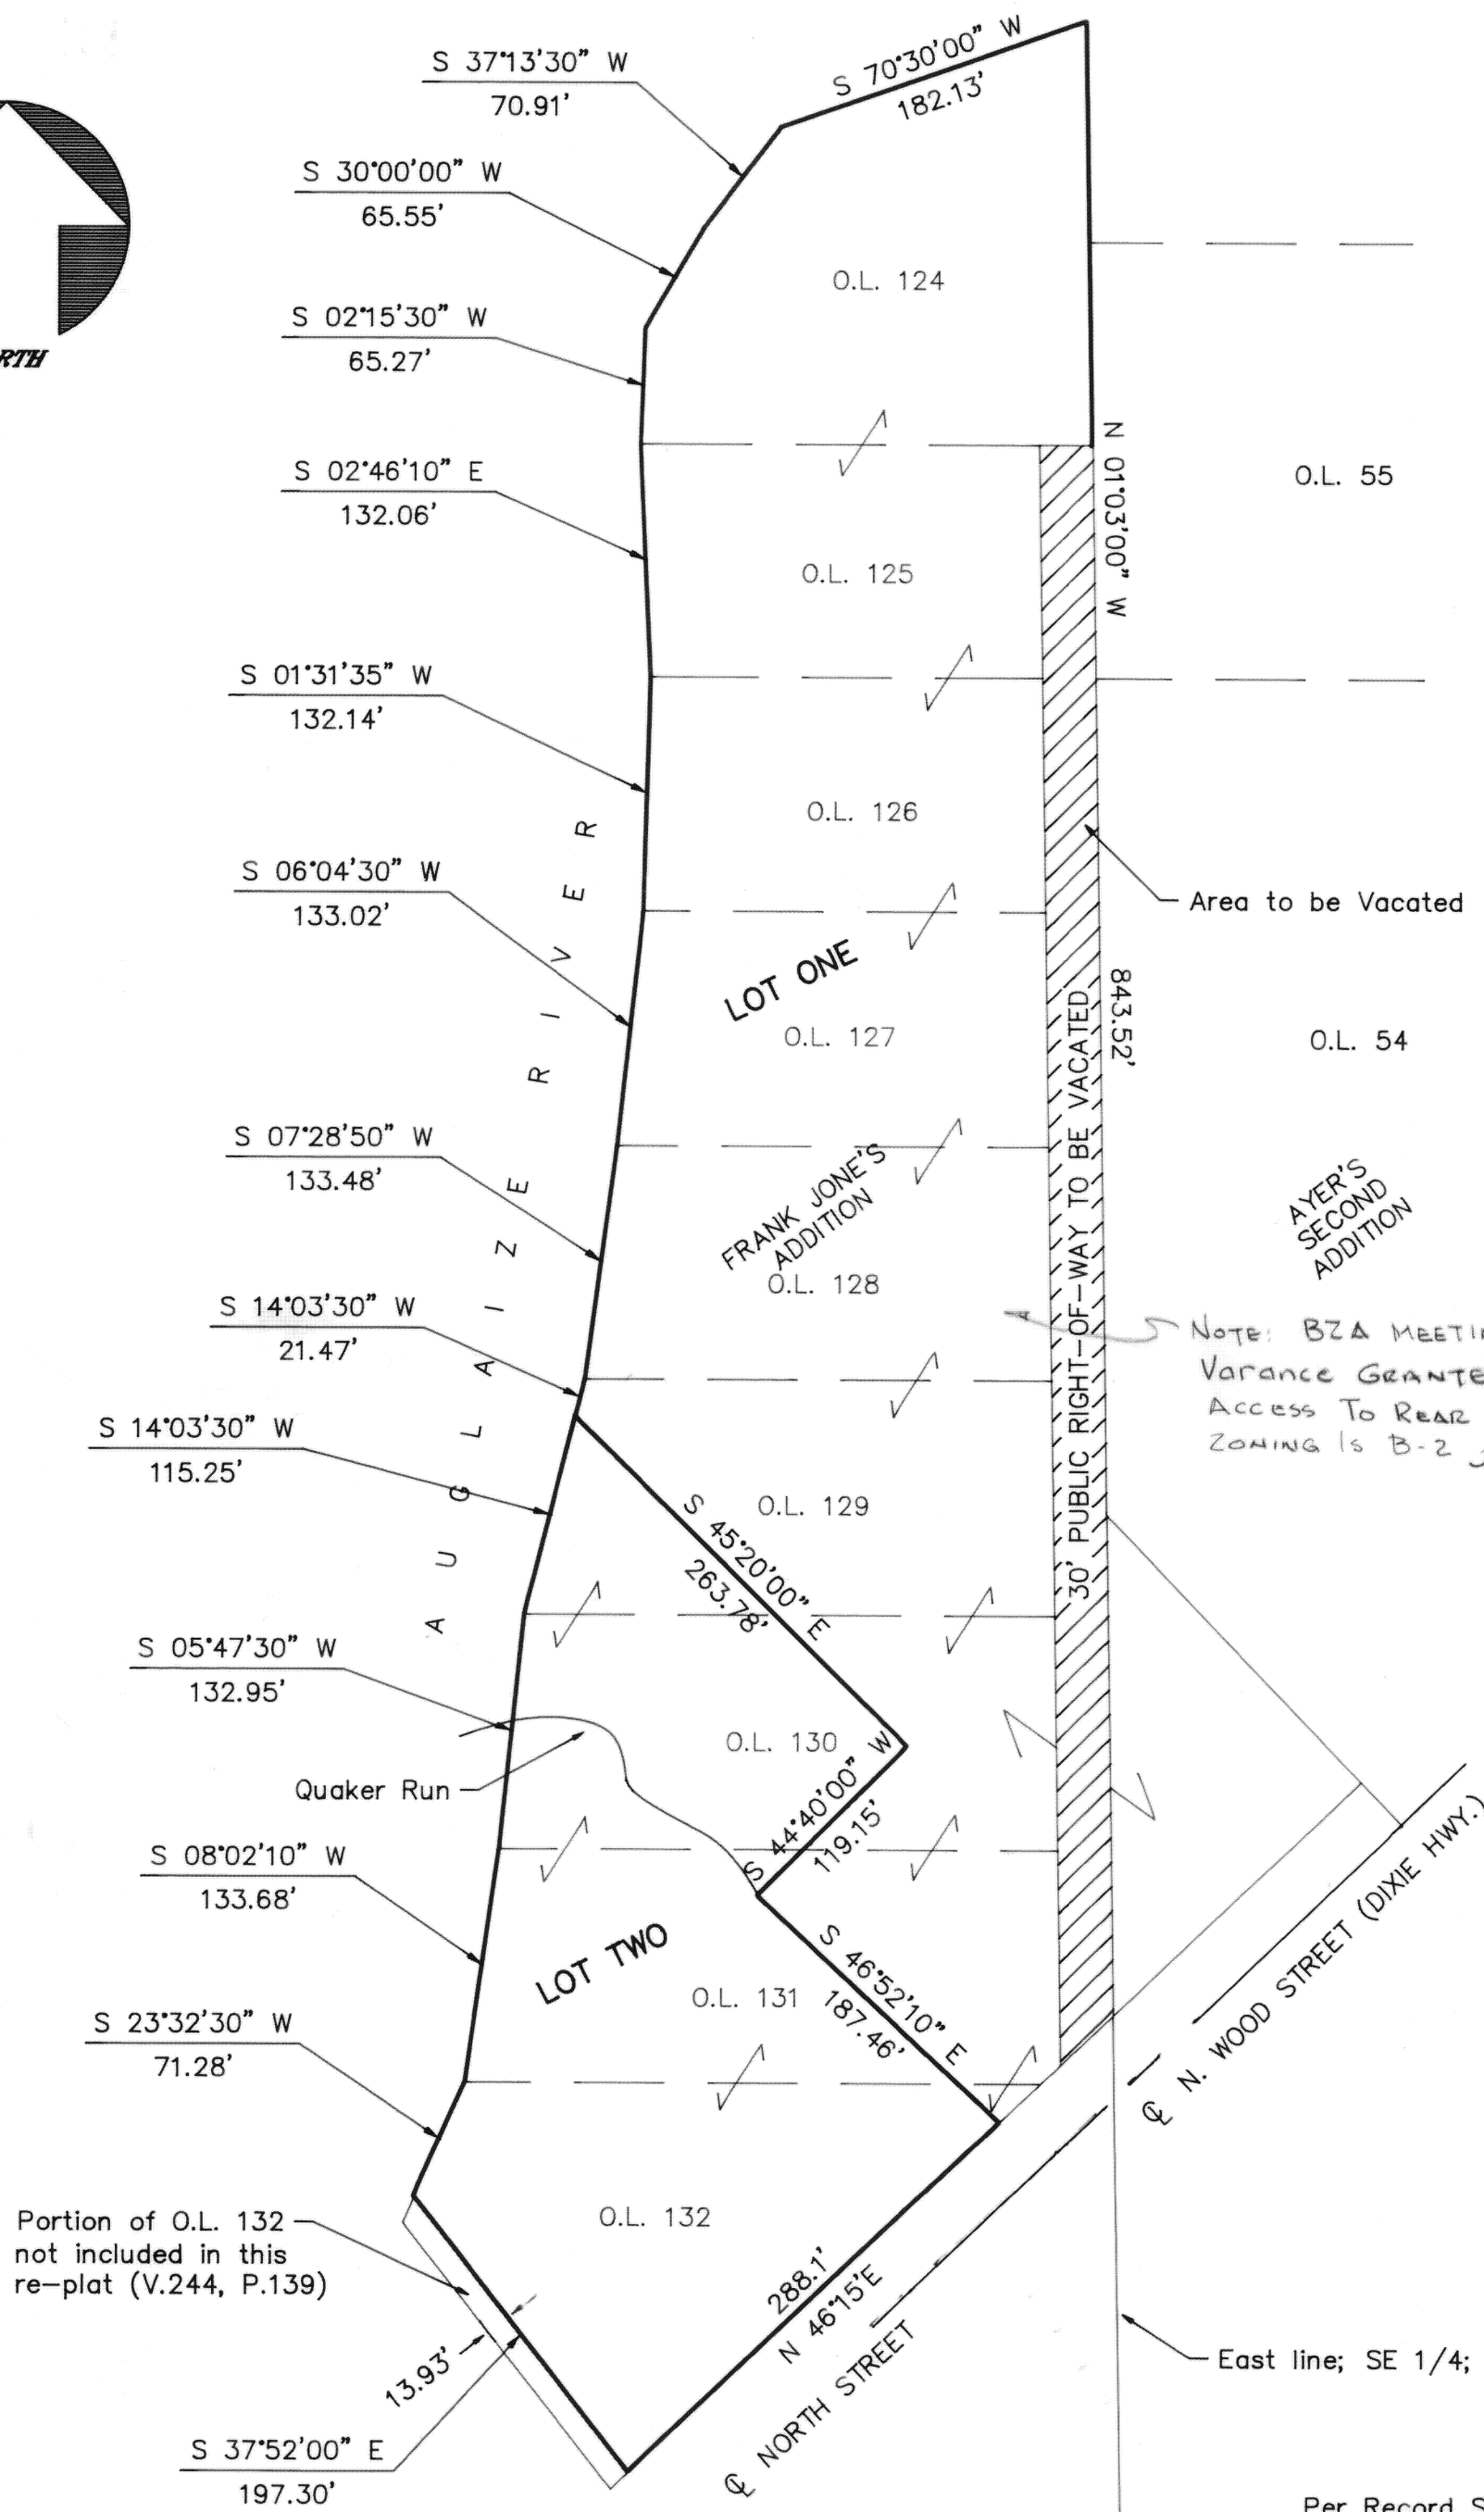 S 70°30'00" W
182.13'
S 37°13'30" W
70.91'
S 30°00'00" W
65.55'
O.L. 124
S 02°15'30" W
65.27'
RTH
N 01°03'00" W
843.52'
S 02°46'10" E
132.06'
O.L. 55
O.L. 125
S 01°31'35" W
132.14'
O.L. 126
S 06°04'30" W
133.02'
Area to be Vacated
LOT ONE
O.L. 127
O.L. 54
AUGLAIZE RIVER
30' PUBLIC RIGHT-OF-WAY TO BE VACATED
S 07°28'50" W
133.48'
FRANK JONE'S
ADDITION
AYER'S
SECOND
ADDITION
O.L. 128
S 14°03'30" W
21.47'
NOTE: BZA MEETI
Varance GRANTE
ACCESS TO REAR
ZONING IS B-2
S 14°03'30" W
115.25'
O.L. 129
S 45°20'00" E
263.78'
S 05°47'30" W
132.95'
O.L. 130
Quaker Run
S 44°40'00" W
119.15'
S 08°02'10" W
133.68'
LOT TWO
O.L. 131
S 46°52'10" E
187.46'
S 23°32'30" W
71.28'
℄ N. WOOD STREET (DIXIE HWY.)
Portion of O.L. 132
not included in this
re-plat (V.244, P.139)
O.L. 132
288.1'
N 46°15'E
℄ NORTH STREET
13.93'
East line; SE 1/4;
S 37°52'00" E
197.30'
Per Record S